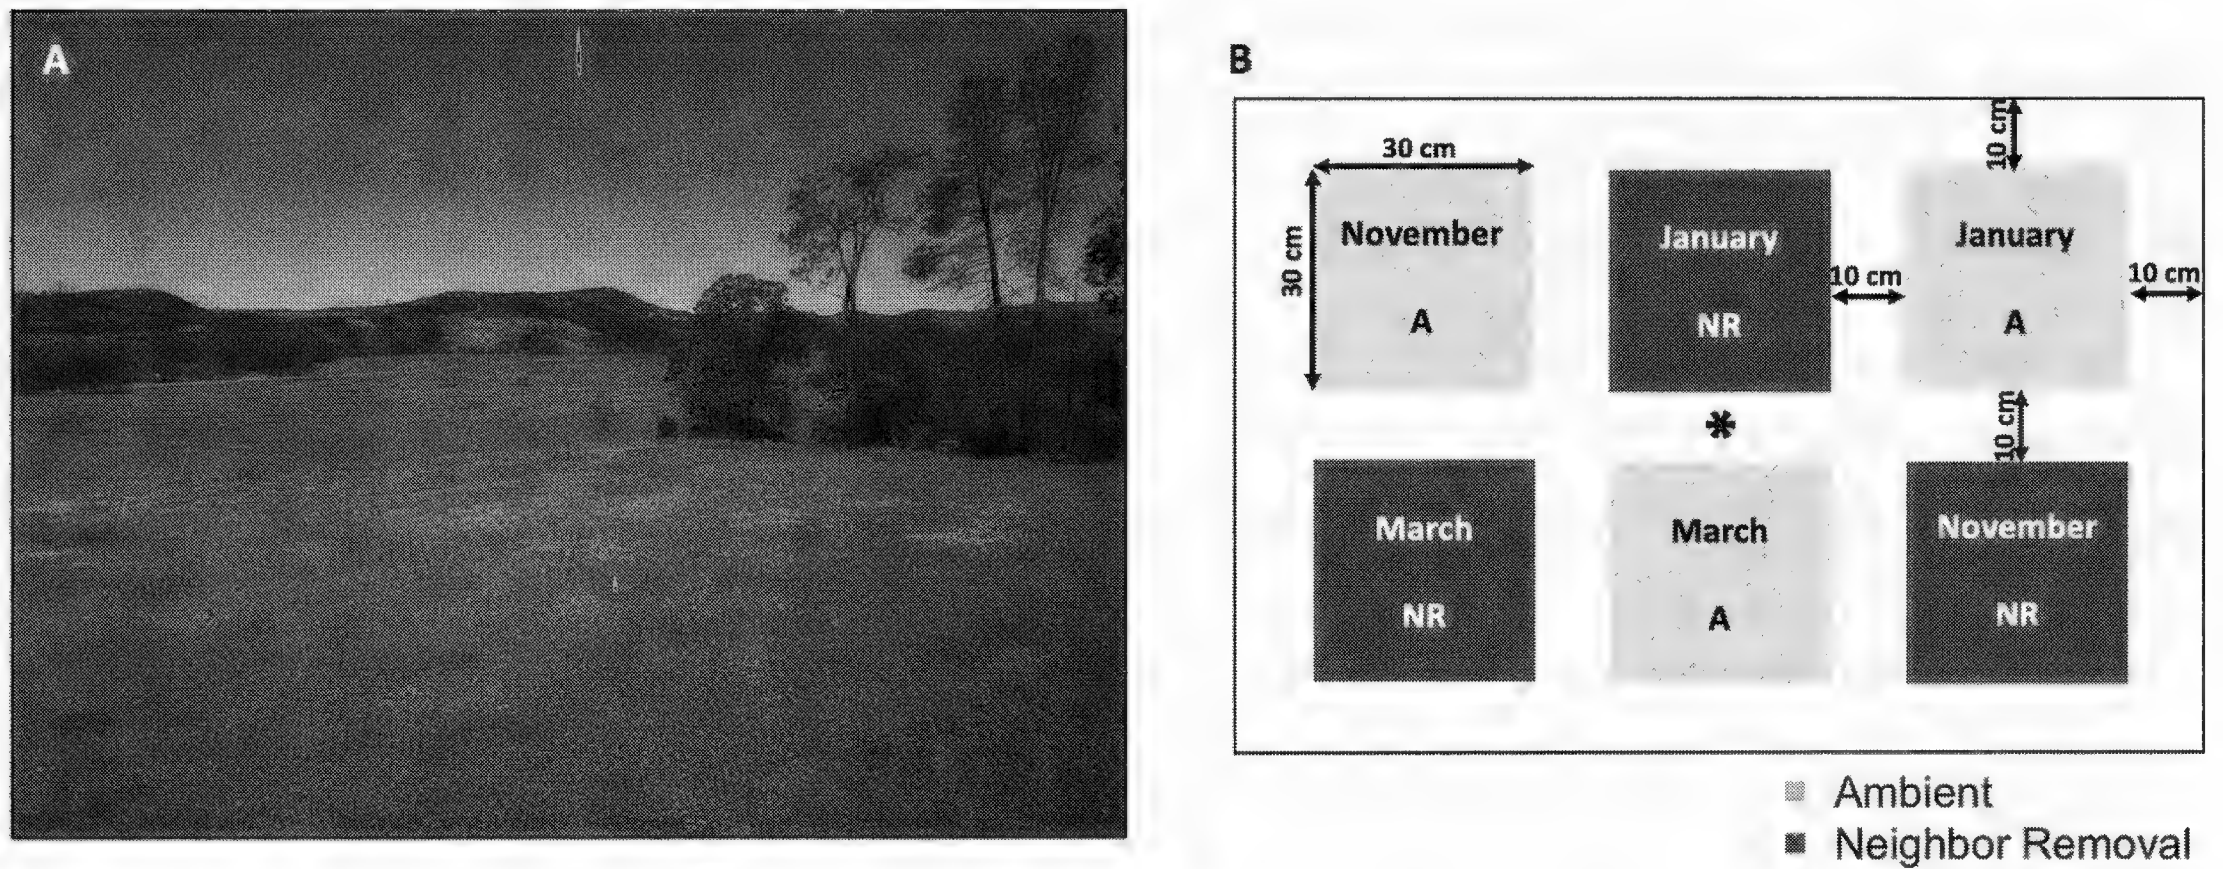 A
B
10 cm
30 cm
30 cm
November
A
January
NR
10 cm
January
A
10 cm
10 cm
*
March
NR
March
A
November
NR
Ambient
Neighbor Removal